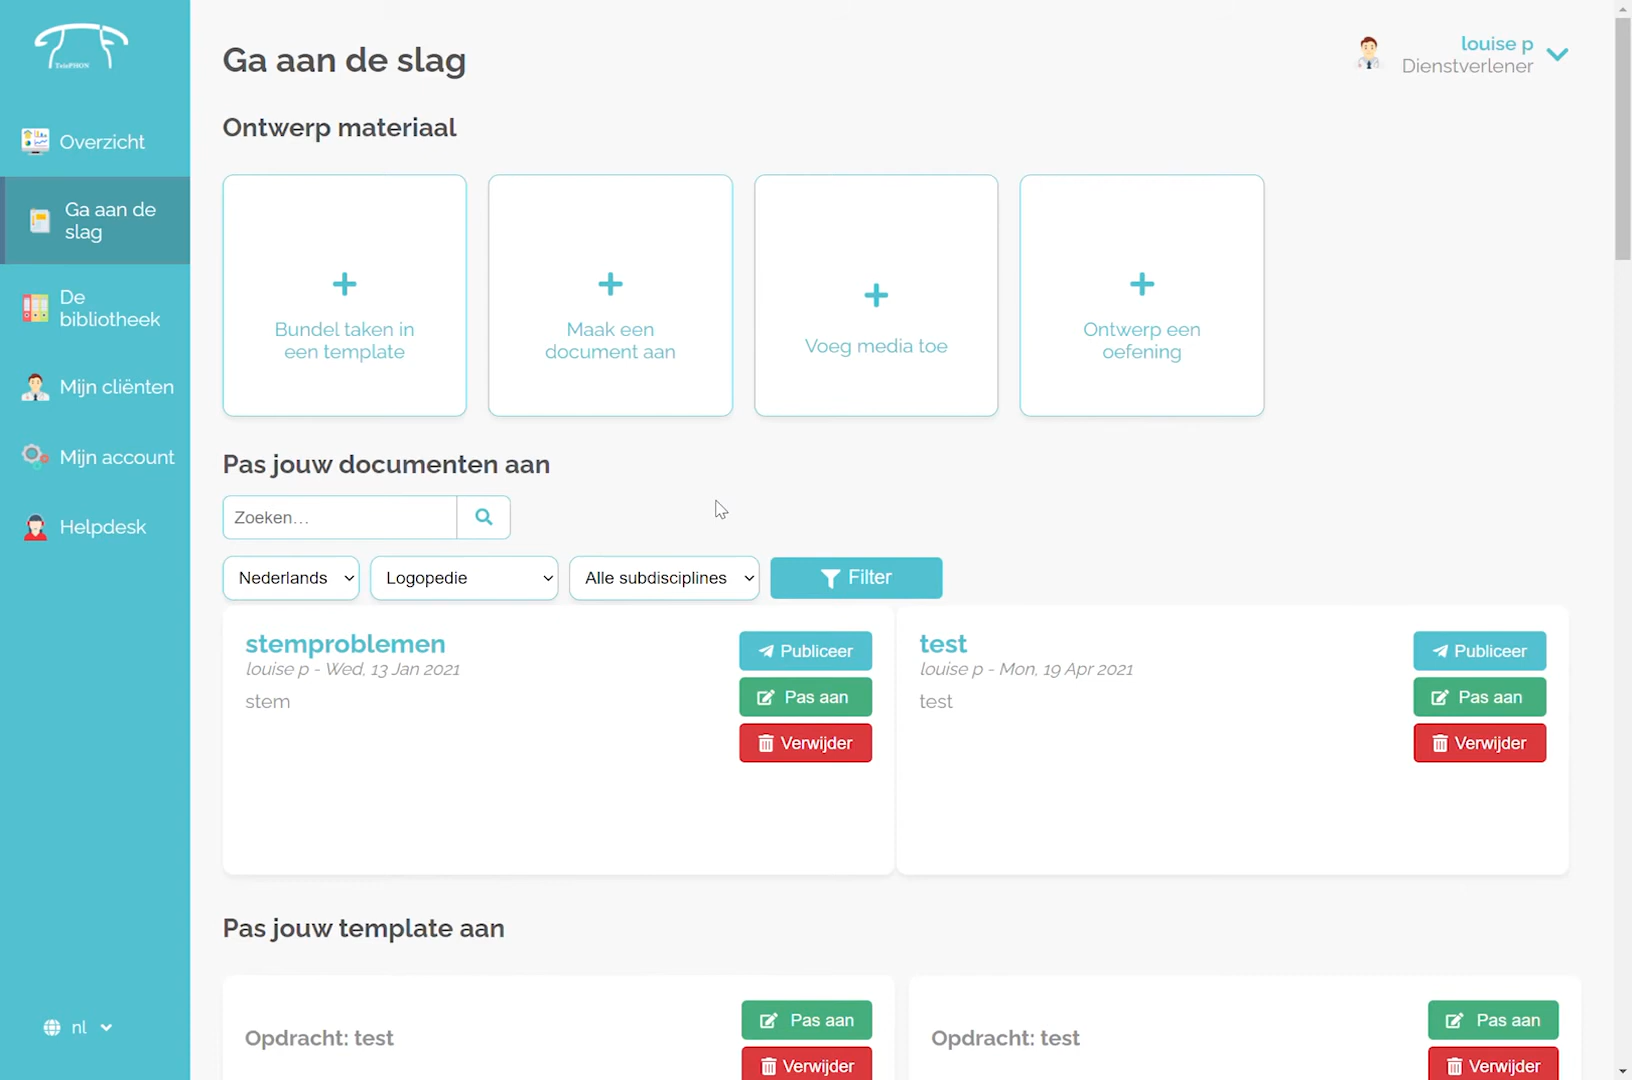 TelePHON
Overzicht
Ga aan de
slag
De
bibliotheek
Mijn cliënten
Mijn account
Helpdesk
nl
Ga aan de slag
louise p
Dienstverlener
Ontwerp materiaal
Bundel taken in
een template
Maak een
document aan
Voeg media toe
Ontwerp een
oefening
Pas jouw documenten aan
Zoeken...
Nederlands
Logopedie
Alle subdisciplines
Filter
stemproblemen
louise p - Wed, 13 Jan 2021
stem
Publiceer
Pas aan
Verwijder
test
louise p - Mon, 19 Apr 2021
test
Publiceer
Pas aan
Verwijder
Pas jouw template aan
Opdracht: test
Pas aan
Verwijder
Opdracht: test
Pas aan
Verwijder